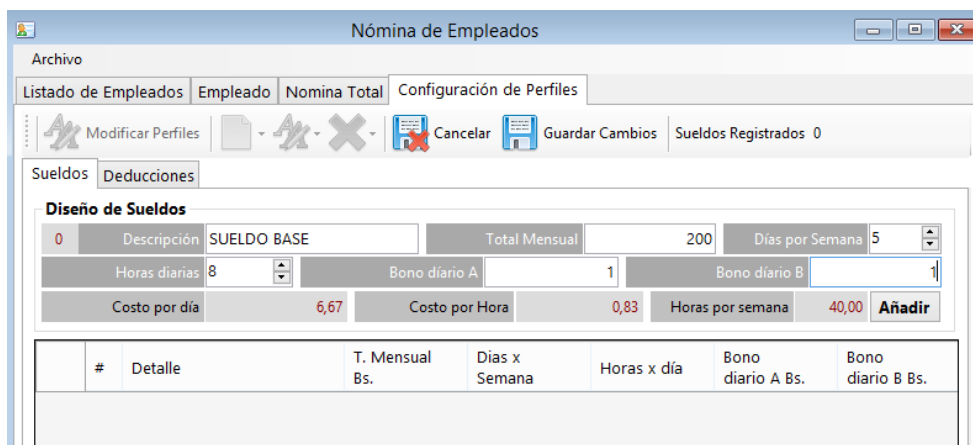 Nómina de Empleados
Archivo
Listado de Empleados Empleado Nomina Total Configuración de Perfiles
Modificar Perfiles Cancelar Guardar Cambios Sueldos Registrados 0
Sueldos Deducciones
Diseño de Sueldos
0 Descripción SUELDO BASE Total Mensual 200 Días por Semana 5
Horas diarias 8 Bono díario A 1 Bono díario B 1
Costo por día 6,67 Costo por Hora 0,83 Horas por semana 40,00 Añadir
# Detalle T. Mensual Bs. Dias x Semana Horas x día Bono diario A Bs. Bono diario B Bs.